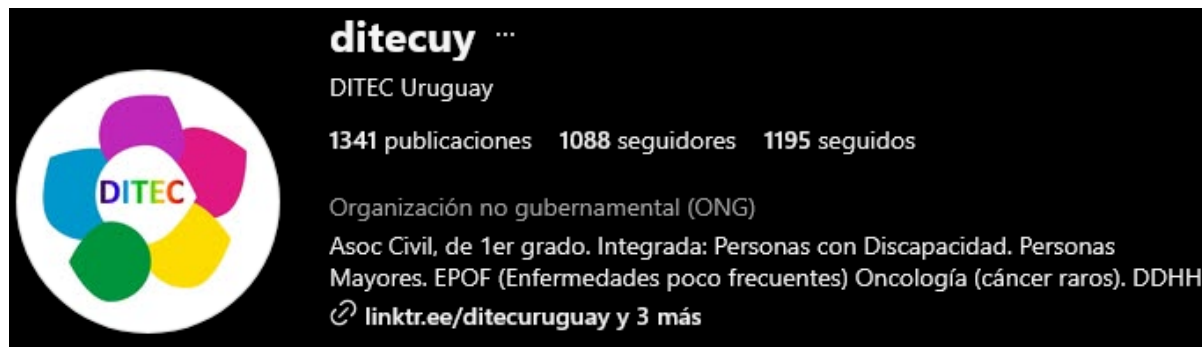 ditecuy ...
DITEC Uruguay
1341 publicaciones 1088 seguidores 1195 seguidos
DITEC
Organización no gubernamental (ONG)
Asoc Civil, de 1er grado. Integrada: Personas con Discapacidad. Personas
Mayores. EPOF (Enfermedades poco frecuentes) Oncología (cáncer raros). DDHH
linktr.ee/ditecuruguay y 3 más